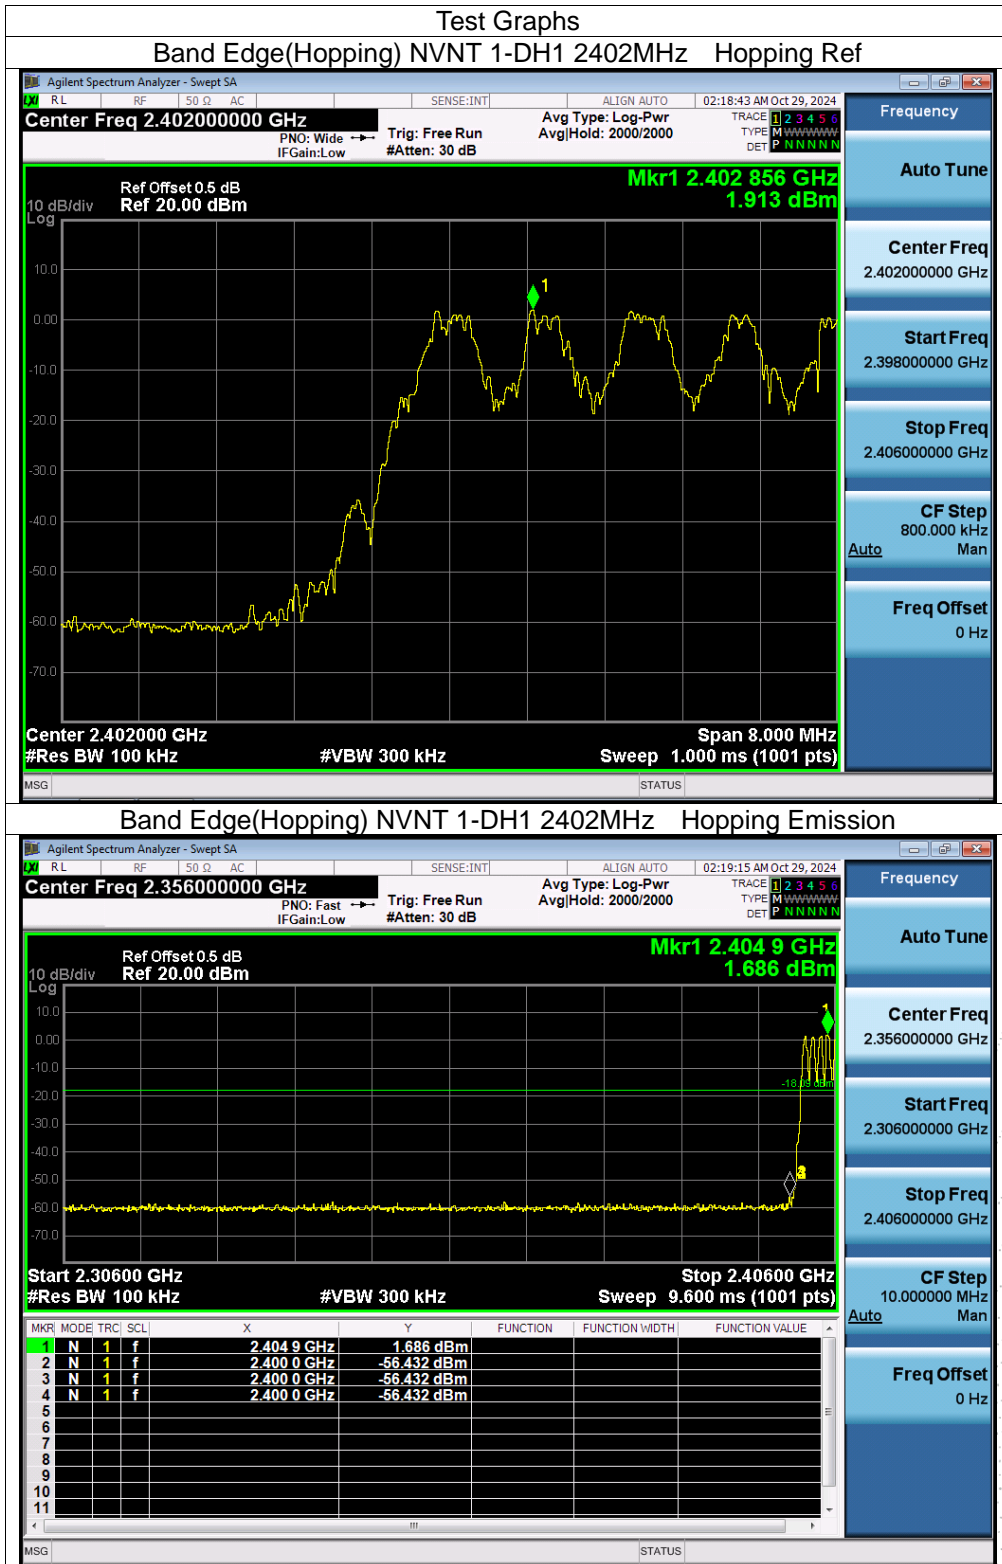 Test Graphs
Band Edge(Hopping) NVNT 1-DH1 2402MHz Hopping Ref
Agilent Spectrum Analyzer - Swept SA
LXI RL RF 50 Ω AC SENSE:INT ALIGN AUTO 02:18:43 AM Oct 29, 2024
Center Freq 2.402000000 GHz
PNO: Wide
IFGain:Low
Trig: Free Run
#Atten: 30 dB
Avg Type: Log-Pwr
Avg|Hold: 2000/2000
TRACE 1 2 3 4 5 6
TYPE M WWWWW
DET P N N N N N
Frequency
Auto Tune
Center Freq
2.402000000 GHz
Start Freq
2.398000000 GHz
Stop Freq
2.406000000 GHz
CF Step
800.000 kHz
Auto Man
Freq Offset
0 Hz
Mkr1 2.402 856 GHz
1.913 dBm
Ref Offset 0.5 dB
10 dB/div Ref 20.00 dBm
Log
10.0
0.00
-10.0
-20.0
-30.0
-40.0
-50.0
-60.0
-70.0
1
Center 2.402000 GHz Span 8.000 MHz
#Res BW 100 kHz #VBW 300 kHz Sweep 1.000 ms (1001 pts)
MSG STATUS
Band Edge(Hopping) NVNT 1-DH1 2402MHz Hopping Emission
Agilent Spectrum Analyzer - Swept SA
LXI RL RF 50 Ω AC SENSE:INT ALIGN AUTO 02:19:15 AM Oct 29, 2024
Center Freq 2.356000000 GHz
PNO: Fast
IFGain:Low
Trig: Free Run
#Atten: 30 dB
Avg Type: Log-Pwr
Avg|Hold: 2000/2000
TRACE 1 2 3 4 5 6
TYPE M WWWWW
DET P N N N N N
Frequency
Auto Tune
Center Freq
2.356000000 GHz
Start Freq
2.306000000 GHz
Stop Freq
2.406000000 GHz
CF Step
10.000000 MHz
Auto Man
Freq Offset
0 Hz
Mkr1 2.404 9 GHz
1.686 dBm
Ref Offset 0.5 dB
10 dB/div Ref 20.00 dBm
Log
10.0
0.00
-10.0
-20.0
-30.0
-40.0
-50.0
-60.0
-70.0
1
-18.09 dBm
Start 2.30600 GHz Stop 2.40600 GHz
#Res BW 100 kHz #VBW 300 kHz Sweep 9.600 ms (1001 pts)
MKR MODE TRC SCL X Y FUNCTION FUNCTION WIDTH FUNCTION VALUE
1 N 1 f 2.404 9 GHz 1.686 dBm
2 N 1 f 2.400 0 GHz -56.432 dBm
3 N 1 f 2.400 0 GHz -56.432 dBm
4 N 1 f 2.400 0 GHz -56.432 dBm
5
6
7
8
9
10
11
MSG STATUS